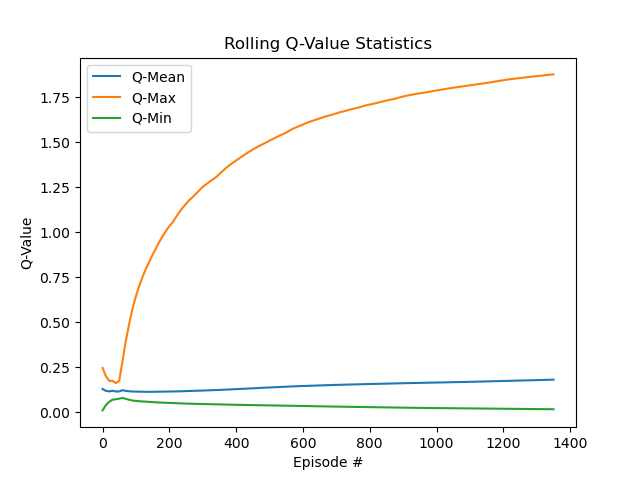 Rolling Q-Value Statistics
Q-Mean
Q-Max
Q-Min
Q-Value
1.75
1.50
1.25
1.00
0.75
0.50
0.25
0.00
0 200 400 600 800 1000 1200 1400
Episode #